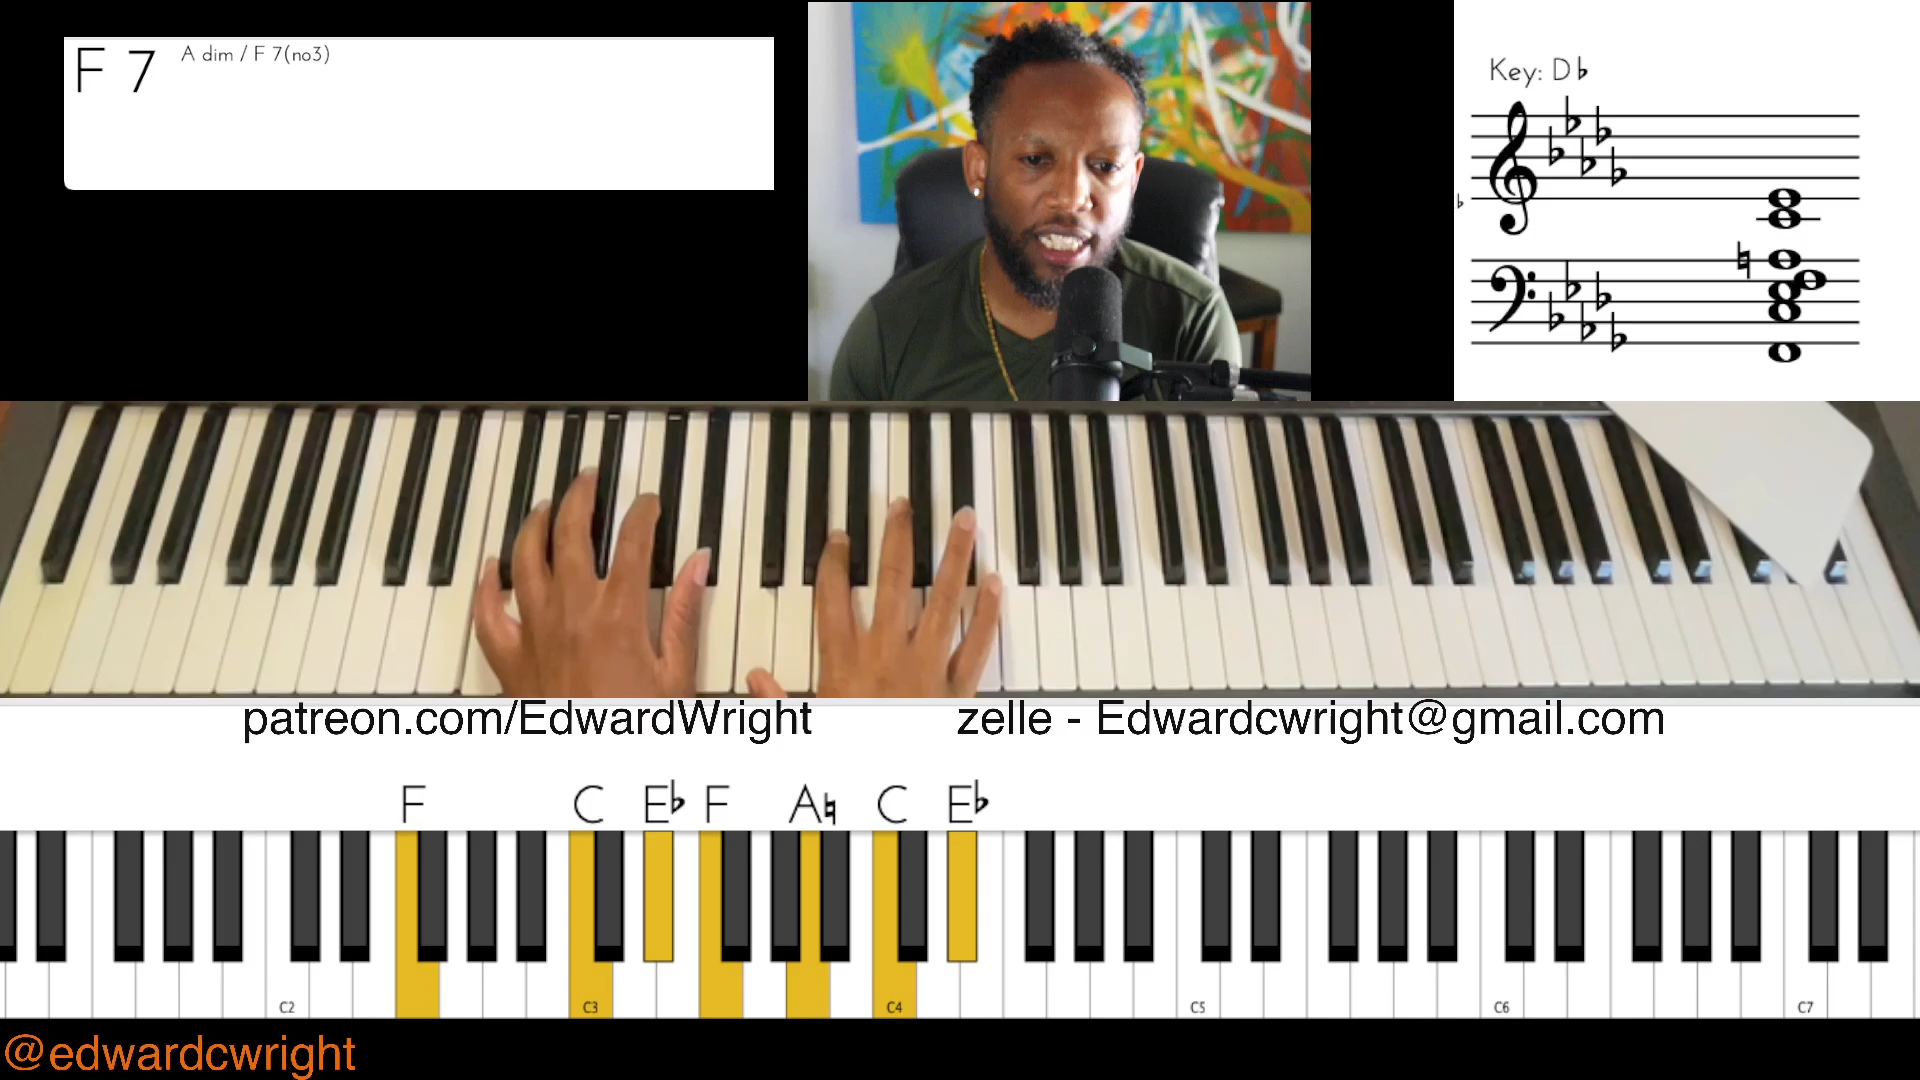 F 7 A dim / F 7(no3)
Key: D♭
patreon.com/EdwardWright zelle - Edwardcwright@gmail.com
F C E♭ F A♮ C E♭
C2 C3 C4 C5 C6 C7
@edwardcwright